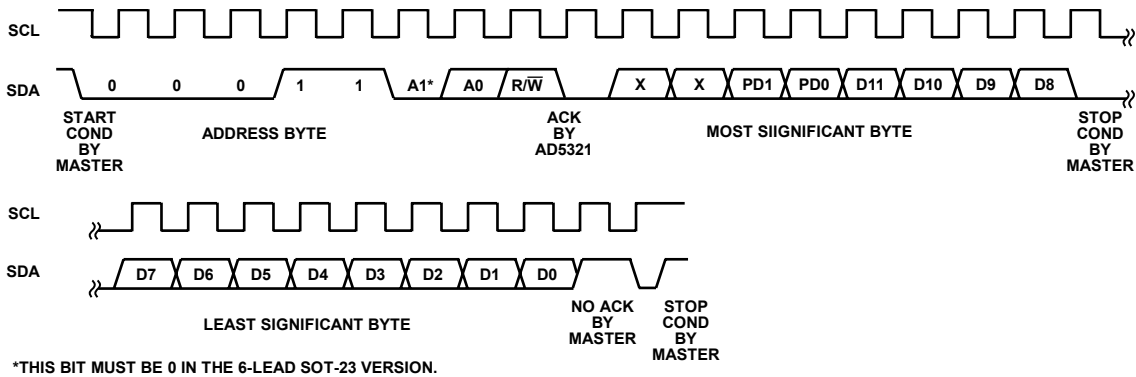 SCL
SDA 0 0 0 1 1 A1* A0 R/W̅ X X PD1 PD0 D11 D10 D9 D8
START COND BY MASTER
ADDRESS BYTE
ACK BY AD5321
MOST SIIGNIFICANT BYTE
STOP COND BY MASTER
SCL
SDA D7 D6 D5 D4 D3 D2 D1 D0
LEAST SIGNIFICANT BYTE
NO ACK BY MASTER
STOP COND BY MASTER
*THIS BIT MUST BE 0 IN THE 6-LEAD SOT-23 VERSION.